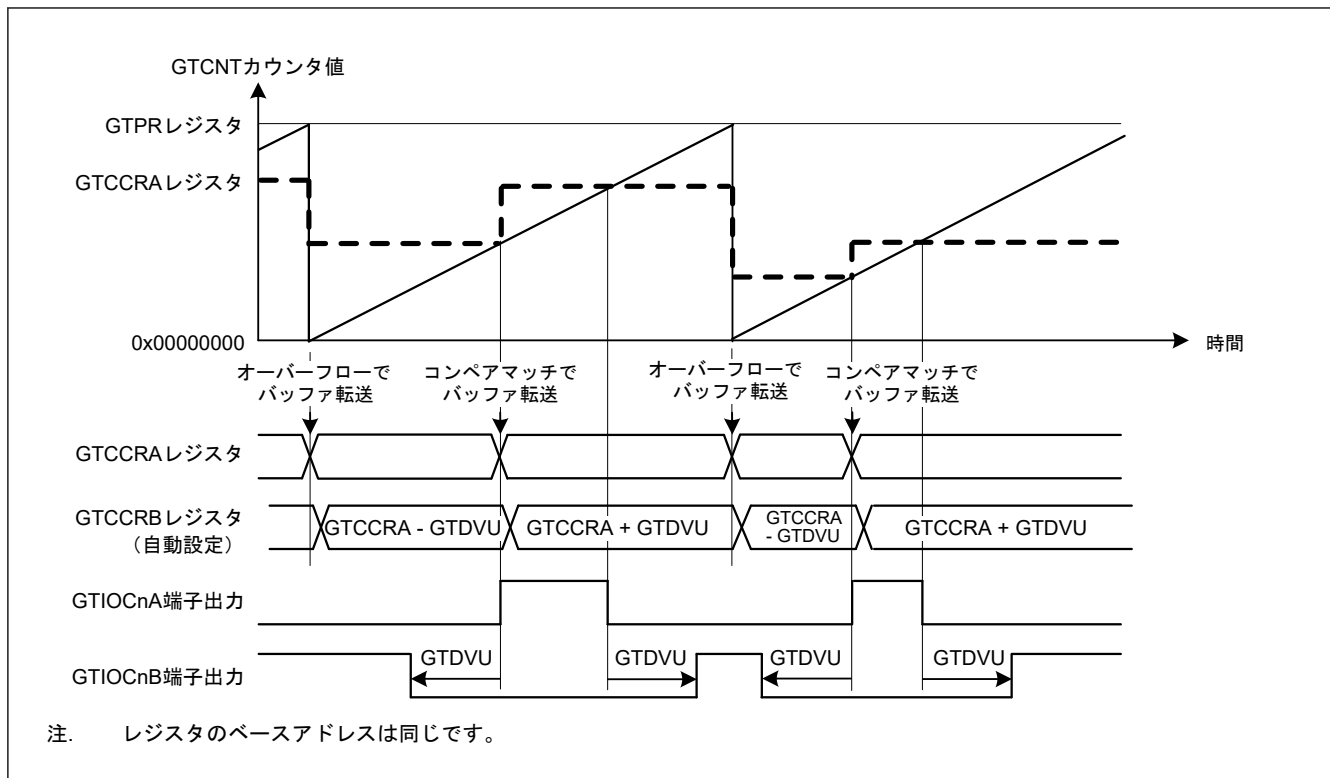 GTCNTカウンタ値
GTPRレジスタ
GTCCRAレジスタ
0x00000000
時間
オーバーフローで
バッファ転送
コンペアマッチで
バッファ転送
オーバーフローで
バッファ転送
コンペアマッチで
バッファ転送
GTCCRAレジスタ
GTCCRBレジスタ
（自動設定）
GTCCRA - GTDVU
GTCCRA + GTDVU
GTCCRA
- GTDVU
GTCCRA + GTDVU
GTIOCnA端子出力
GTIOCnB端子出力
GTDVU
GTDVU
GTDVU
GTDVU
注. レジスタのベースアドレスは同じです。